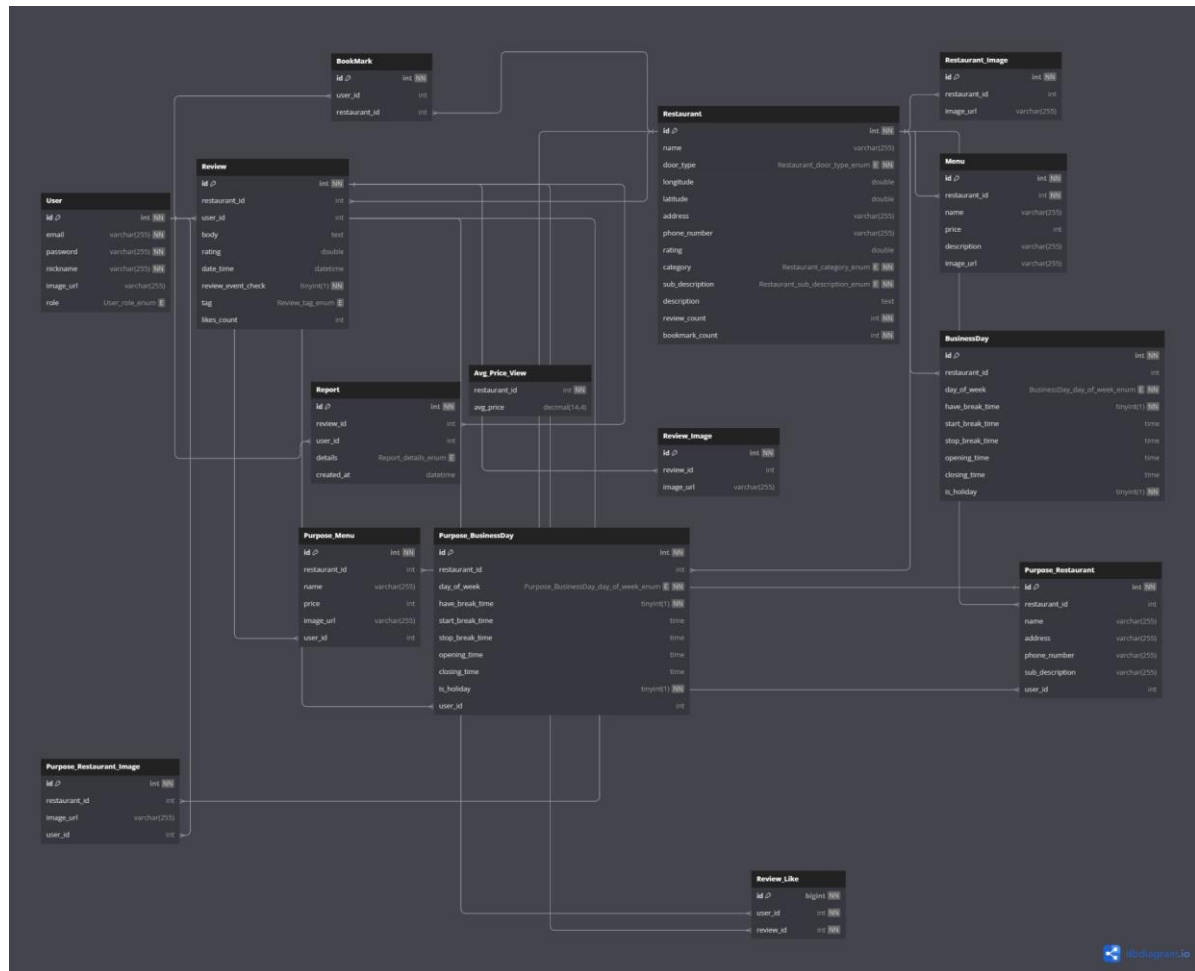 BookMark
id int NN
user_id int
restaurant_id int
Restaurant_Image
id int NN
restaurant_id int
image_url varchar(255)
Restaurant
id int NN
name varchar(255)
door_type Restaurant_door_type_enum E NN
longitude double
latitude double
address varchar(255)
phone_number varchar(255)
rating double
category Restaurant_category_enum E NN
sub_description Restaurant_sub_description_enum E NN
description text
review_count int NN
bookmark_count int NN
Menu
id int NN
restaurant_id int NN
name varchar(255)
price int
description varchar(255)
image_url varchar(255)
Review
id int NN
restaurant_id int
user_id int
body text
rating double
date_time datetime
review_event_check tinyint(1) NN
tag Review_tag_enum E
likes_count int
User
id int NN
email varchar(255) NN
password varchar(255) NN
nickname varchar(255) NN
image_url varchar(255)
role User_role_enum E
BusinessDay
id int NN
restaurant_id int
day_of_week BusinessDay_day_of_week_enum E NN
have_break_time tinyint(1) NN
start_break_time time
stop_break_time time
opening_time time
closing_time time
is_holiday tinyint(1) NN
Avg_Price_View
restaurant_id int NN
avg_price decimal(14,4)
Report
id int NN
review_id int
user_id int
details Report_details_enum E
created_at datetime
Review_Image
id int NN
review_id int
image_url varchar(255)
Purpose_Menu
id int NN
restaurant_id int
name varchar(255)
price int
image_url varchar(255)
user_id int
Purpose_BusinessDay
id int NN
restaurant_id int
day_of_week Purpose_BusinessDay_day_of_week_enum E NN
have_break_time tinyint(1) NN
start_break_time time
stop_break_time time
opening_time time
closing_time time
is_holiday tinyint(1) NN
user_id int
Purpose_Restaurant
id int NN
restaurant_id int
name varchar(255)
address varchar(255)
phone_number varchar(255)
sub_description varchar(255)
user_id int
Purpose_Restaurant_Image
id int NN
restaurant_id int
image_url varchar(255)
user_id int
Review_Like
id bigint NN
user_id int NN
review_id int NN
dbdiagram.io